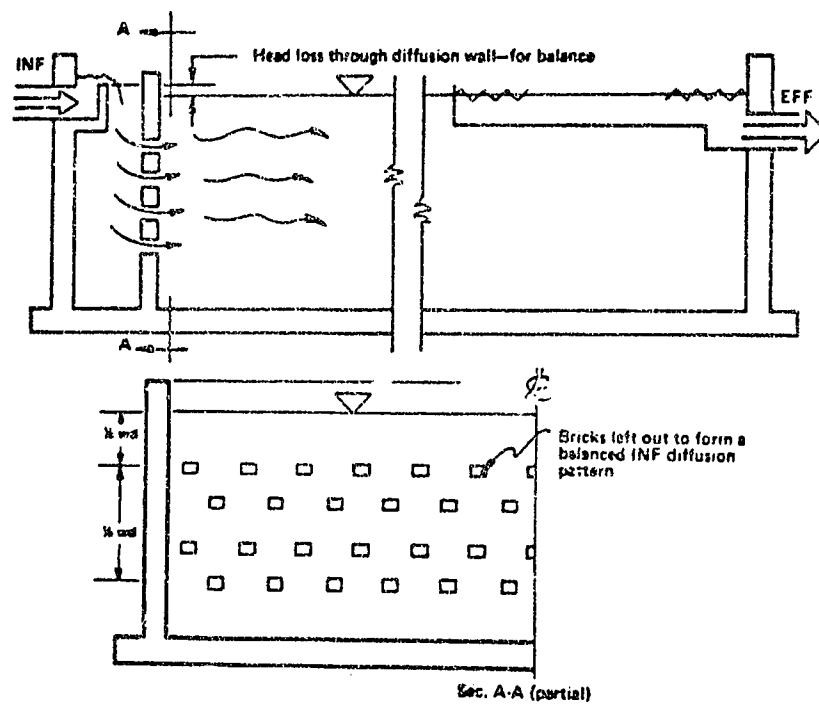 A
INF
Head loss through diffusion wall—for balance
EFF
A
Bricks left out to form a
balanced INF diffusion
pattern
Sec. A-A (partial)